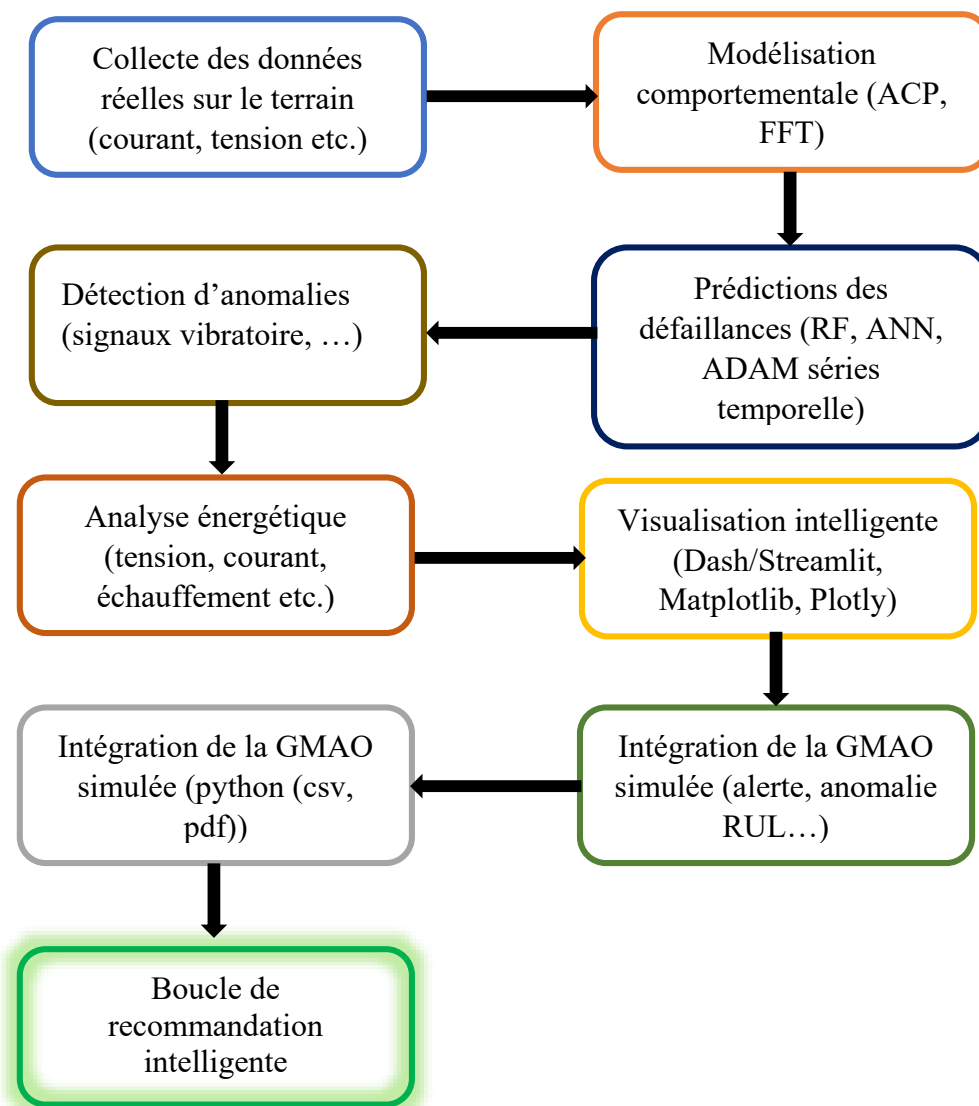 Collecte des données
réelles sur le terrain
(courant, tension etc.)
Modélisation
comportementale (ACP,
FFT)
Prédictions des
défaillances (RF, ANN,
ADAM séries
temporelle)
Détection d’anomalies
(signaux vibratoire, …)
Analyse énergétique
(tension, courant,
échauffement etc.)
Visualisation intelligente
(Dash/Streamlit,
Matplotlib, Plotly)
Intégration de la GMAO
simulée (alerte, anomalie
RUL…)
Intégration de la GMAO
simulée (python (csv,
pdf))
Boucle de
recommandation
intelligente